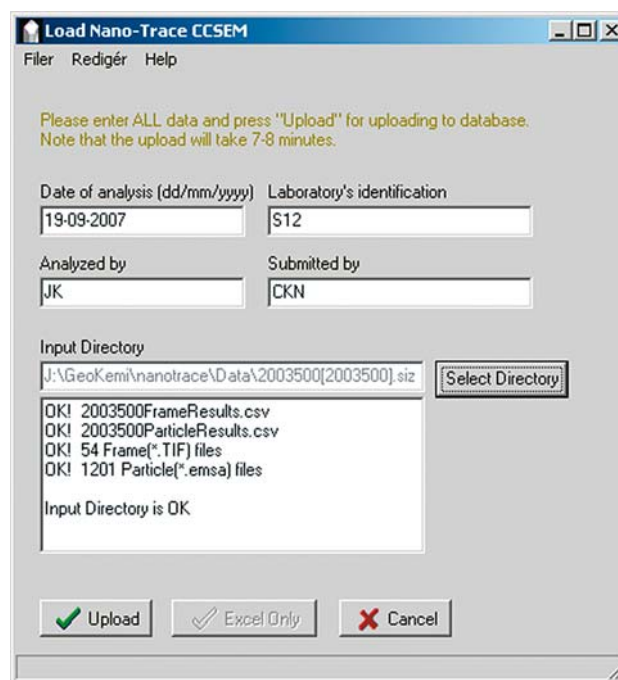 Load Nano-Trace CCSEM
Filer Redigér Help
Please enter ALL data and press "Upload" for uploading to database.
Note that the upload will take 7-8 minutes.
Date of analysis (dd/mm/yyyy) Laboratory's identification
19-09-2007 S12
Analyzed by Submitted by
JK CKN
Input Directory
J:\GeoKemi\nanotrace\Data\2003500[2003500].siz Select Directory
OK! 2003500FrameResults.csv
OK! 2003500ParticleResults.csv
OK! 54 Frame(*.TIF) files
OK! 1201 Particle(*.emsa) files
Input Directory is OK
Upload Excel Only Cancel